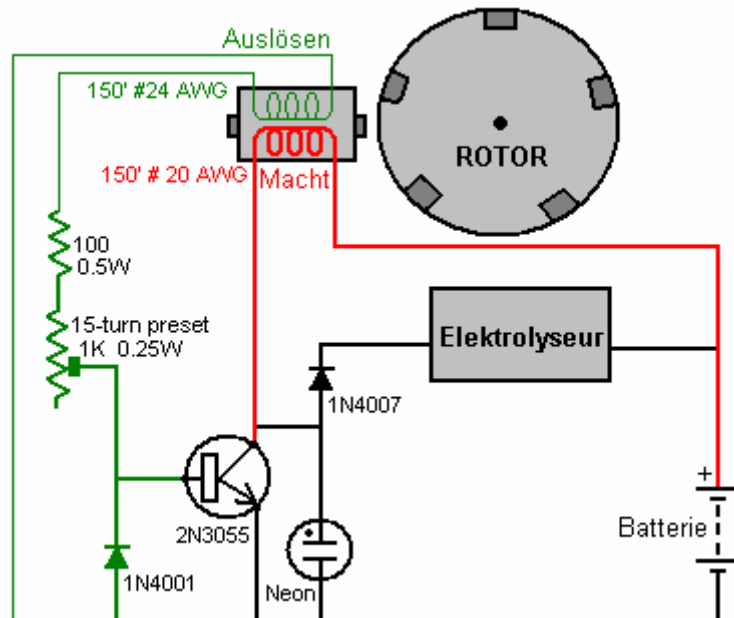 Auslösen
150' #24 AWG
150' # 20 AWG
Macht
ROTOR
100
0.5W
15-turn preset
1K 0.25W
Elektrolyseur
1N4007
2N3055
1N4001
Neon
+
Batterie